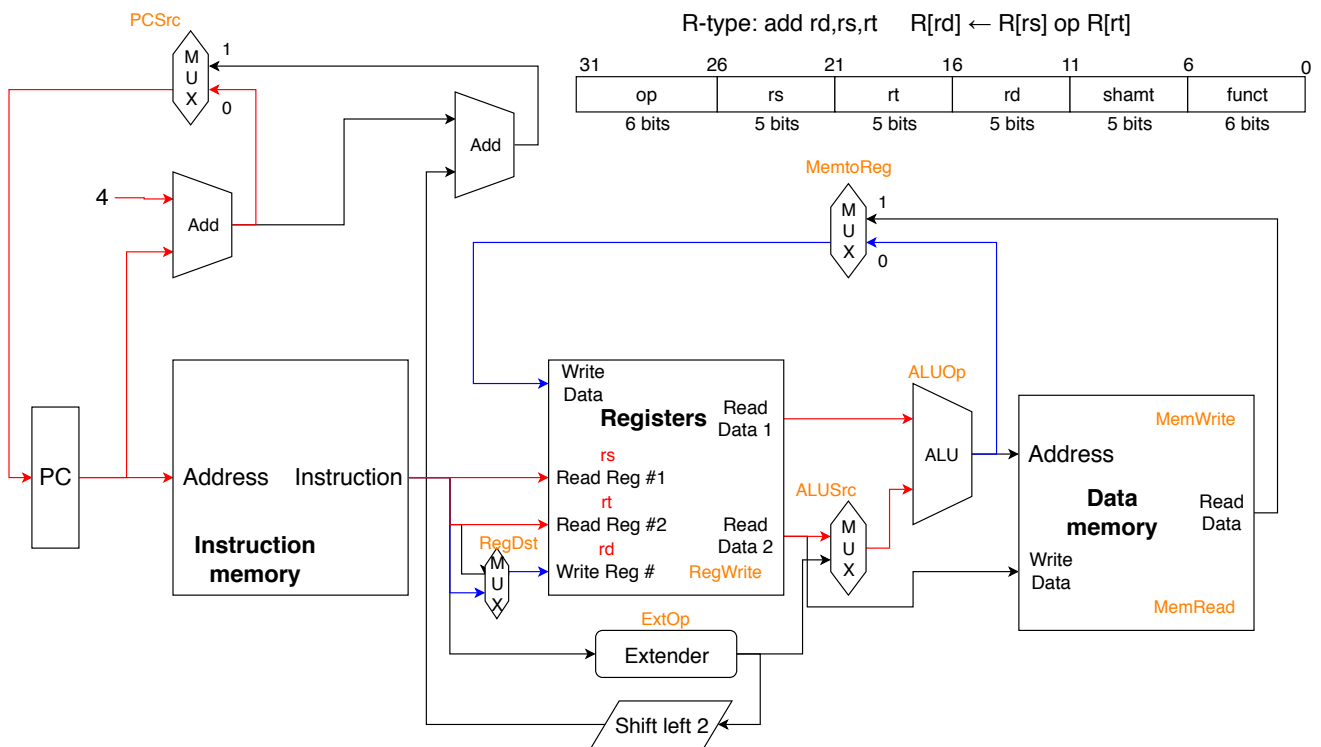 PCSrc
R-type: add rd,rs,rt R[rd] ← R[rs] op R[rt]
M
U
X
1
0
31 26 21 16 11 6 0
op rs rt rd shamt funct
6 bits 5 bits 5 bits 5 bits 5 bits 6 bits
Add
4
Add
MemtoReg
M
U
X
1
0
PC
Address
Instruction
Instruction
memory
Write
Data
Registers
Read
Data 1
rs
Read Reg #1
rt
Read Reg #2
rd
Write Reg #
Read
Data 2
RegWrite
RegDst
M
U
X
ALUOp
ALU
ALUSrc
M
U
X
MemWrite
Address
Data
memory
Read
Data
Write
Data
MemRead
ExtOp
Extender
Shift left 2